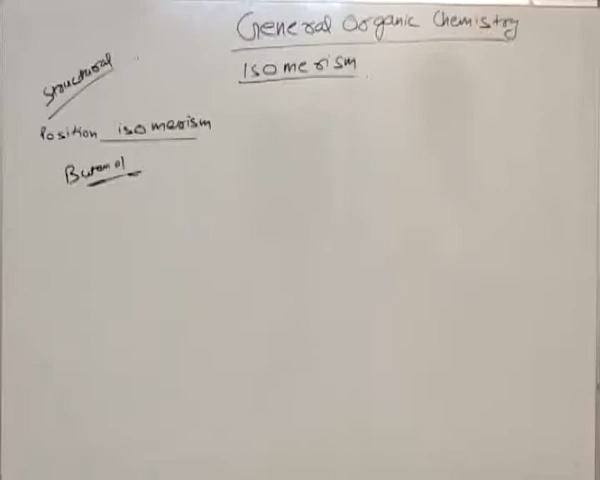 General Organic Chemistry
Isomerism
Structural
Position isomerism
Butanol